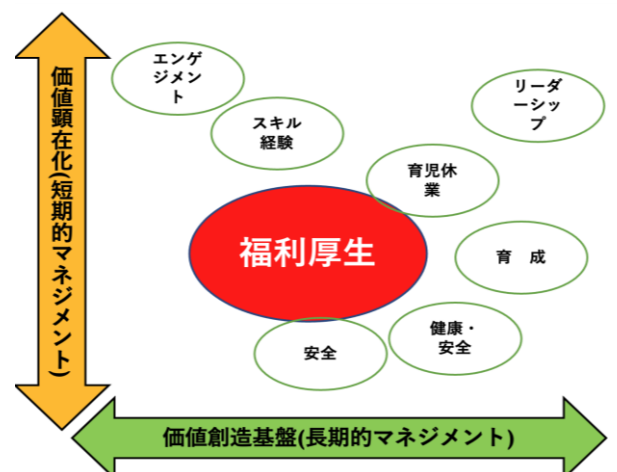 価値顕在化(短期的マネジメント)
エンゲ
ジメン
ト
スキル
経験
リーダ
ーシッ
プ
育児休
業
福利厚生
育　成
安全
健康・
安全
価値創造基盤(長期的マネジメント)